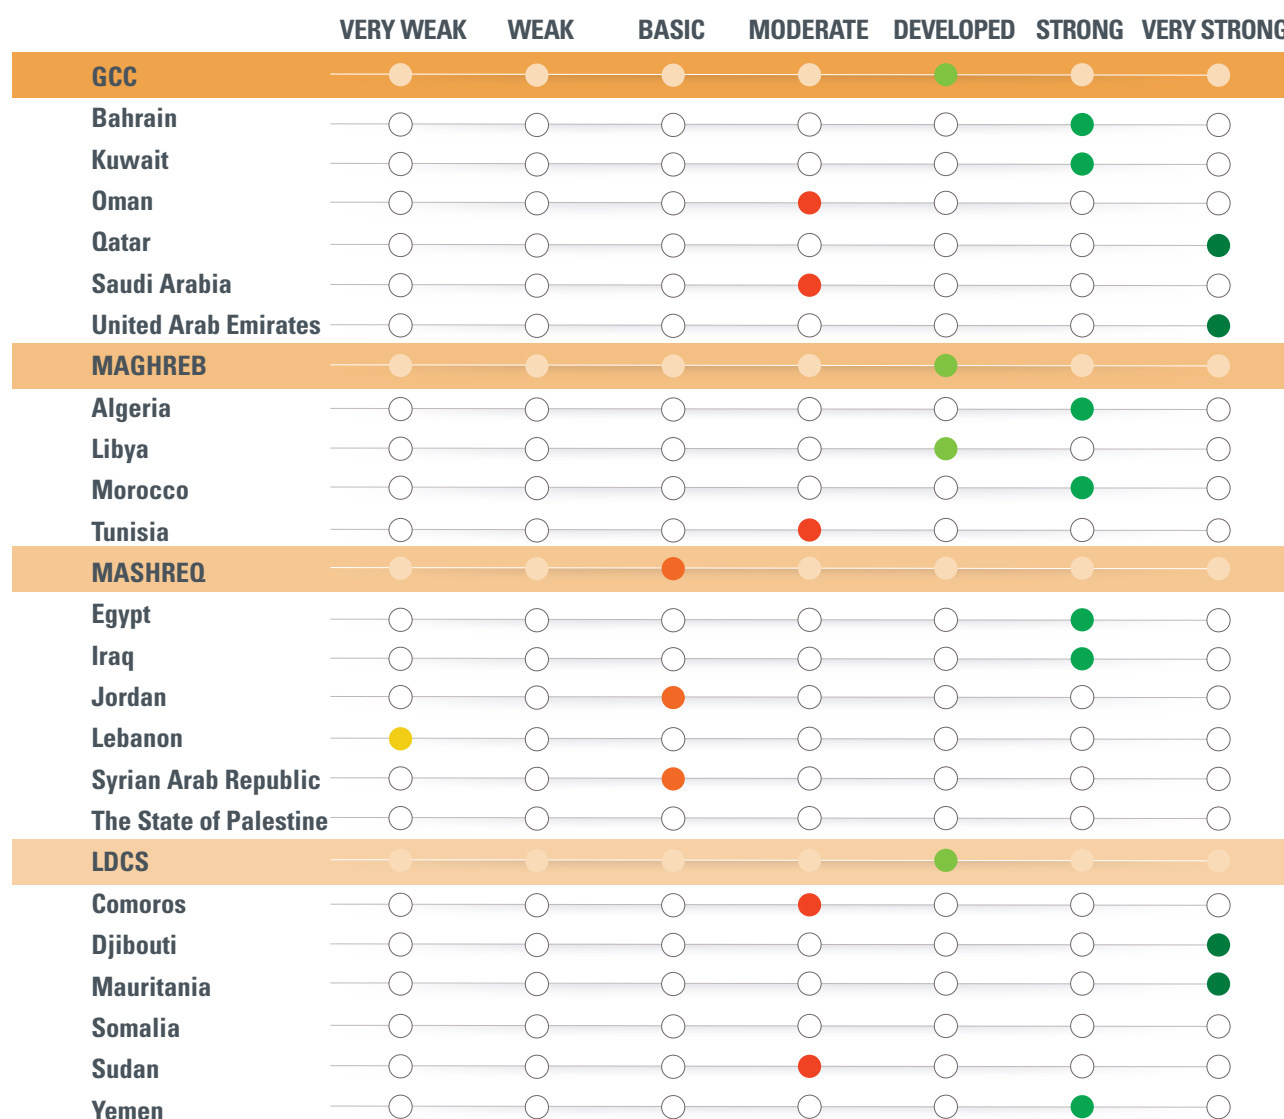 VERY WEAK WEAK BASIC MODERATE DEVELOPED STRONG VERY STRONG
GCC
Bahrain
Kuwait
Oman
Qatar
Saudi Arabia
United Arab Emirates
MAGHREB
Algeria
Libya
Morocco
Tunisia
MASHREQ
Egypt
Iraq
Jordan
Lebanon
Syrian Arab Republic
The State of Palestine
LDCS
Comoros
Djibouti
Mauritania
Somalia
Sudan
Yemen